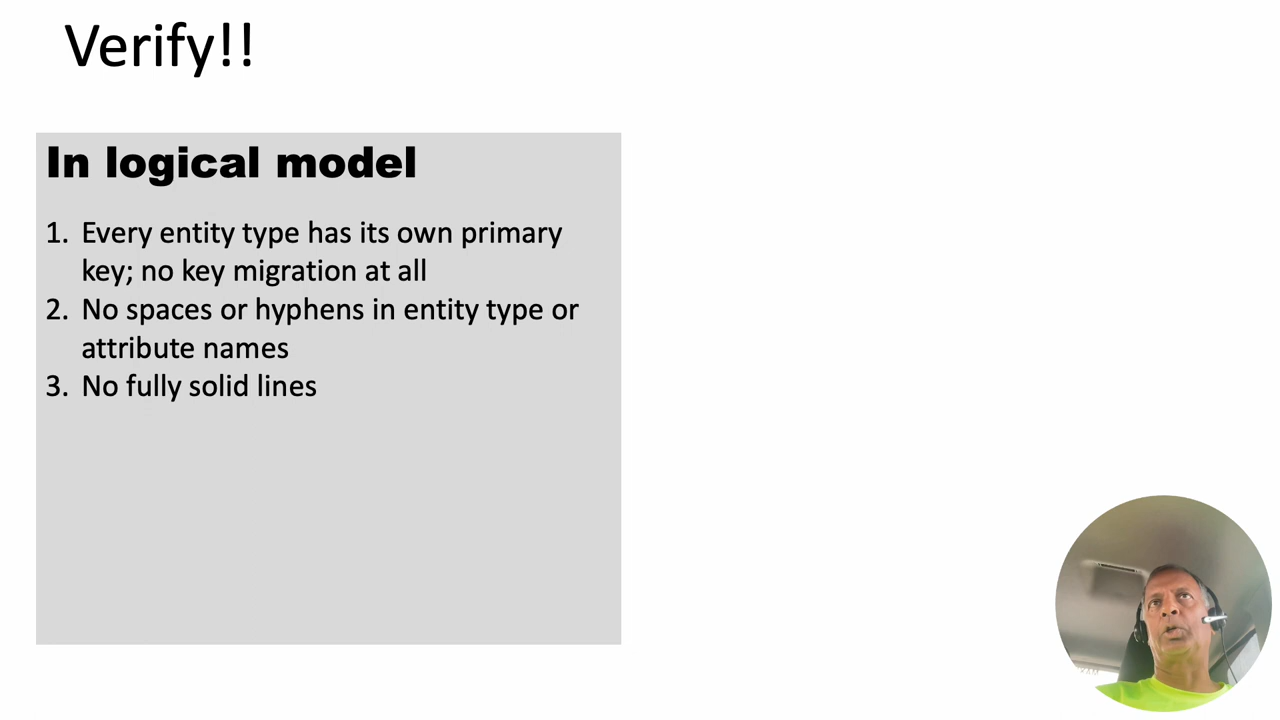 Verify!!
In logical model
1. Every entity type has its own primary
key; no key migration at all
2. No spaces or hyphens in entity type or
attribute names
3. No fully solid lines